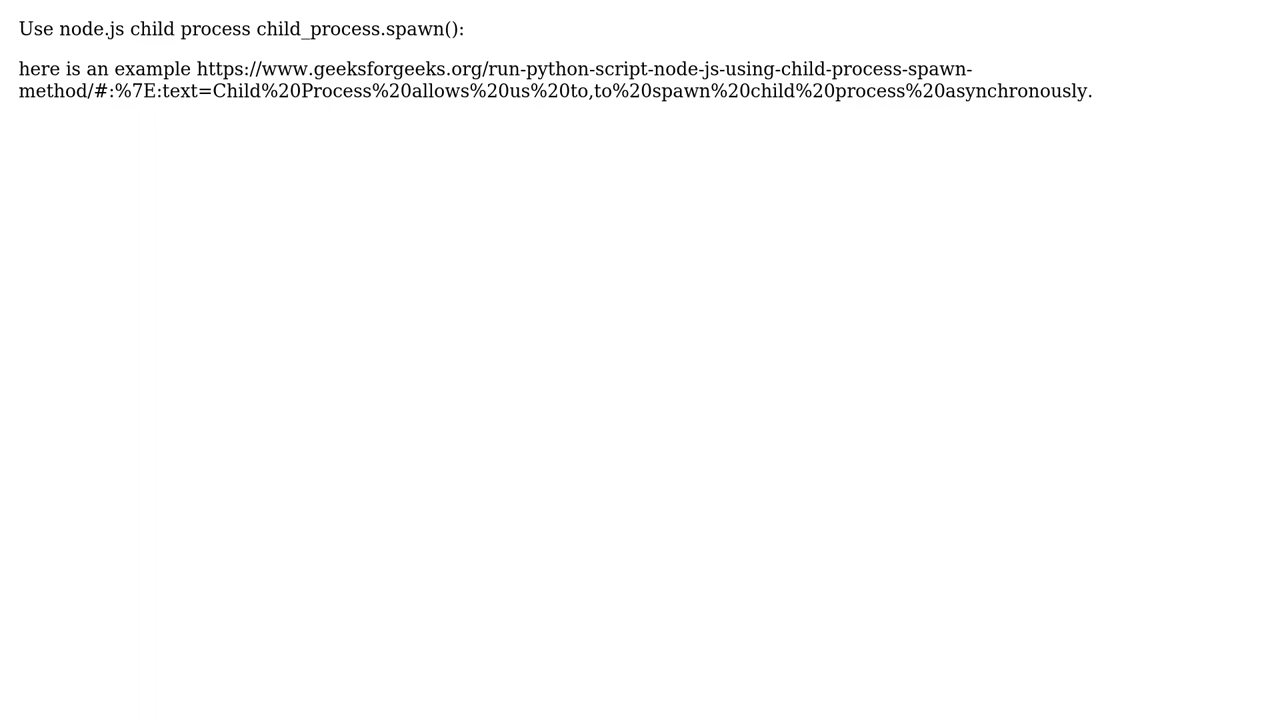 Use node.js child process child_process.spawn():
here is an example https://www.geeksforgeeks.org/run-python-script-node-js-using-child-process-spawn-
method/#:%7E:text=Child%20Process%20allows%20us%20to,to%20spawn%20child%20process%20asynchronously.